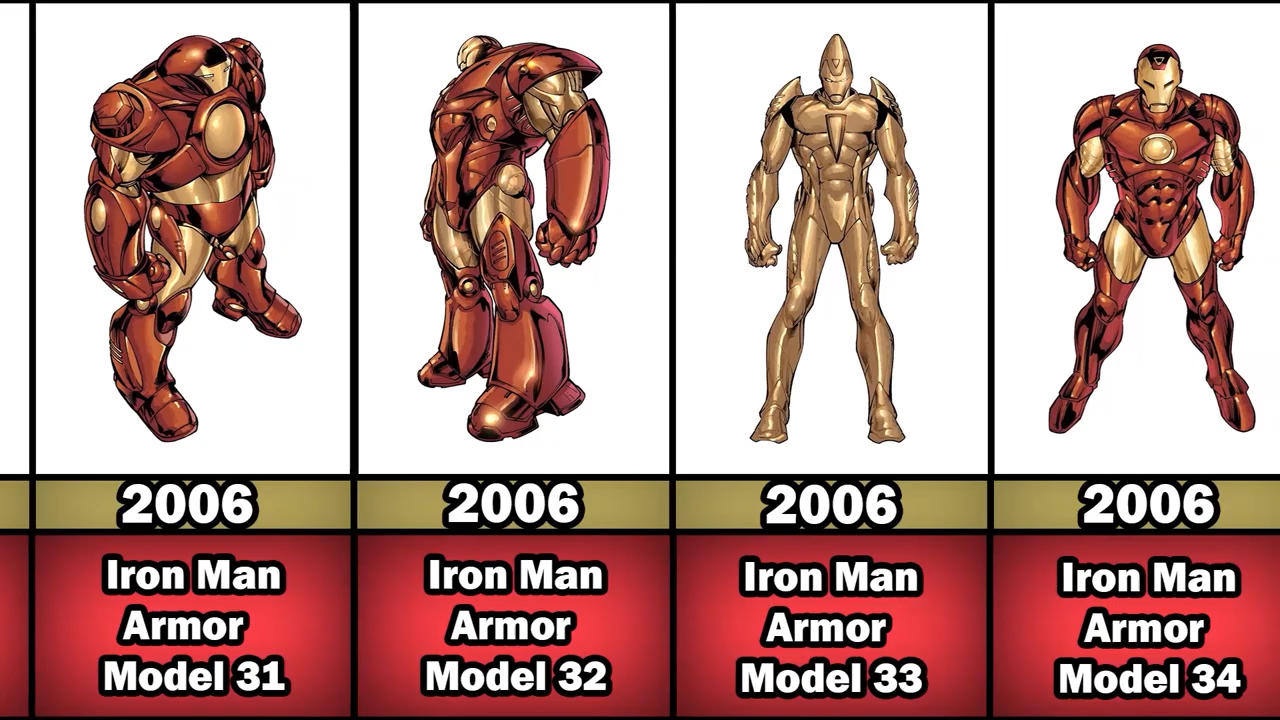 2006
Iron Man
Armor
Model 31
2006
Iron Man
Armor
Model 32
2006
Iron Man
Armor
Model 33
2006
Iron Man
Armor
Model 34